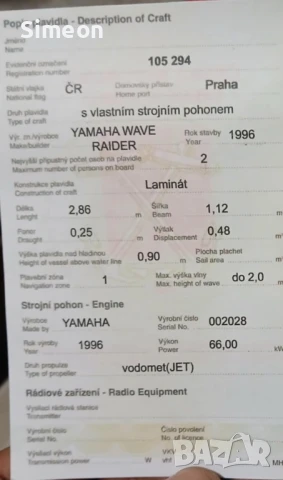 Popis plavidla - Description of Craft
Simeon
Jméno
Name
Evidenční označení 105 294
Registration number
Státní vlajka ČR Domovský přístav Praha
National flag Home port
Druh plavidla s vlastním strojním pohonem
Type of craft
Výr. zn./výrobce YAMAHA WAVE RAIDER Rok stavby 1996
Make/builder Year
Nejvyšší přípustný počet osob na plavidle 2
Maximum number of persons on board
Konstrukce plavidla Laminát
Construction of craft
Délka 2,86 m Šířka 1,12 m
Lenght Beam
Ponor 0,25 m Výtlak 0,48 m
Draught Displacement
Výška plavidla nad hladinou 0,90 m Plocha plachet
Height of vessel above water line Sail area
Plavební zóna 1 Max. výška vlny do 2,0 m
Navigation zone Max. height of wave
Strojní pohon - Engine
Výrobce YAMAHA Výrobní číslo 002028
Made by Serial No.
Rok výroby 1996 Výkon 66,00 kW
Year Power
Druh propulze vodomet(JET)
Type of propeller
Rádiové zařízení - Radio Equipment
Vysílací rádiová stanice
Transmitter
Výrobní číslo Číslo povolení
Serial No. No. of licence
Výkon W VKV MH
Transmission power vhf
BAZAR
bg